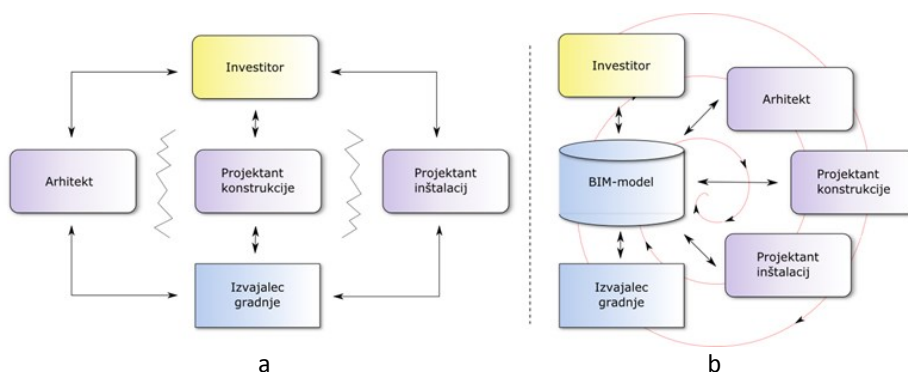 Investitor
Arhitekt
Projektant
konstrukcije
Projektant
inštalacij
Izvajalec
gradnje
a
Investitor
Arhitekt
BIM-model
Projektant
konstrukcije
Projektant
inštalacij
Izvajalec
gradnje
b